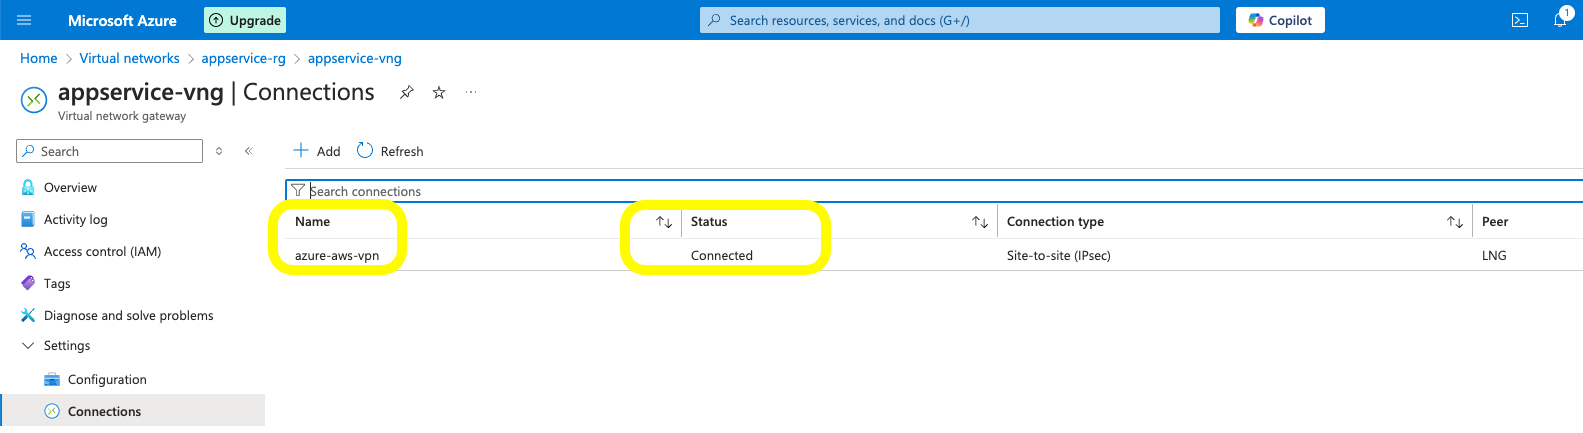 Microsoft Azure
Upgrade
Search resources, services, and docs (G+/)
Copilot
1
Home > Virtual networks > appservice-rg > appservice-vng
appservice-vng | Connections
Virtual network gateway
Search
Add
Refresh
Overview
Activity log
Access control (IAM)
Tags
Diagnose and solve problems
Settings
Configuration
Connections
Search connections
Name Status Connection type Peer
azure-aws-vpn Connected Site-to-site (IPsec) LNG